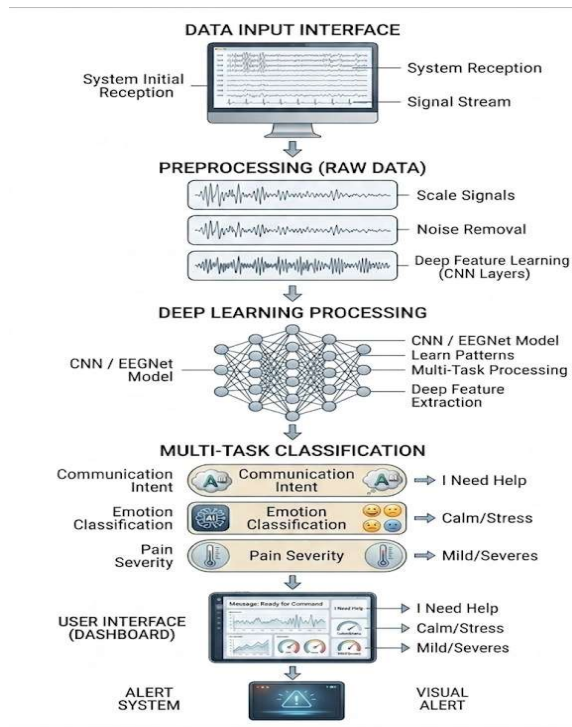 DATA INPUT INTERFACE
System Initial
Reception
System Reception
Signal Stream
PREPROCESSING (RAW DATA)
Scale Signals
Noise Removal
Deep Feature Learning
(CNN Layers)
DEEP LEARNING PROCESSING
CNN / EEGNet
Model
CNN / EEGNet Model
Learn Patterns
Multi-Task Processing
Deep Feature
Extraction
MULTI-TASK CLASSIFICATION
Communication
Intent
A
Communication
Intent
A
I Need Help
Emotion
Classification
AI
Emotion
Classification
Calm/Stress
Pain
Severity
Pain Severity
Mild/Severes
USER INTERFACE
(DASHBOARD)
Meusage: Ready for Command
I Need Help
I Need Help
Calm/Stress
Mild/Severes
ALERT
SYSTEM
VISUAL
ALERT